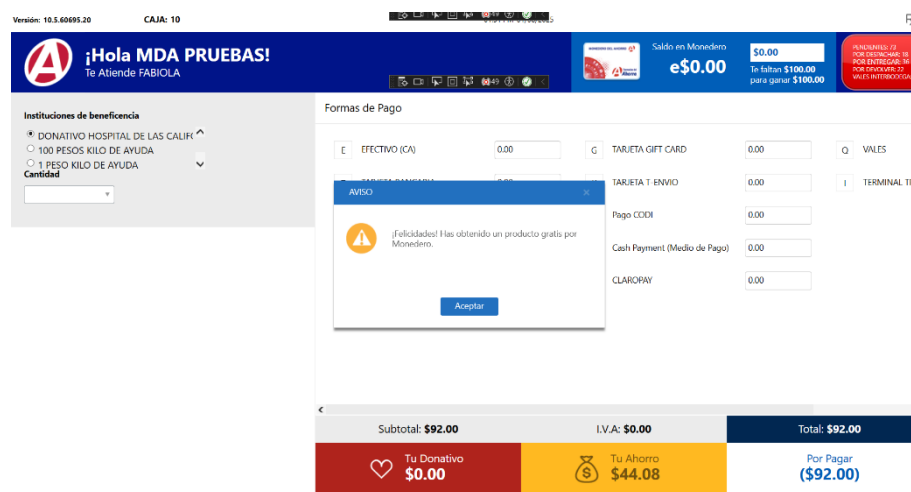 Versión: 10.5.60695.20
CAJA: 10
¡Hola MDA PRUEBAS!
Te Atiende FABIOLA
49
Saldo en Monedero
e$0.00
$0.00
Te faltan $100.00
para ganar $100.00
PENDIENTES: 73
POR DESPACHAR: 18
POR ENTREGAR: 16
POR DEVOLVER: 22
VALES INTERBODEGA
Instituciones de beneficencia
DONATIVO HOSPITAL DE LAS CALIF
100 PESOS KILO DE AYUDA
1 PESO KILO DE AYUDA
Cantidad
Formas de Pago
E EFECTIVO (CA) 0.00
G TARJETA GIFT CARD 0.00
Q VALES
TARJETA T-ENVIO 0.00
I TERMINAL
Pago CODI 0.00
Cash Payment (Medio de Pago) 0.00
CLAROPAY 0.00
AVISO
¡Felicidades! Has obtenido un producto gratis por
Monedero.
Aceptar
Subtotal: $92.00
I.V.A: $0.00
Total: $92.00
Tu Donativo
$0.00
Tu Ahorro
$44.08
Por Pagar
($92.00)